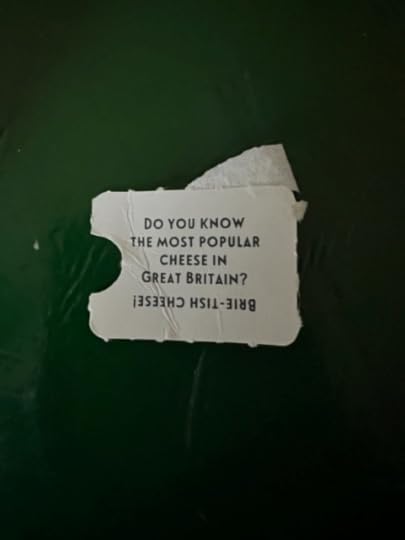 DO YOU KNOW
THE MOST POPULAR
CHEESE IN
GREAT BRITAIN?
BRIE-TISH CHEESE!